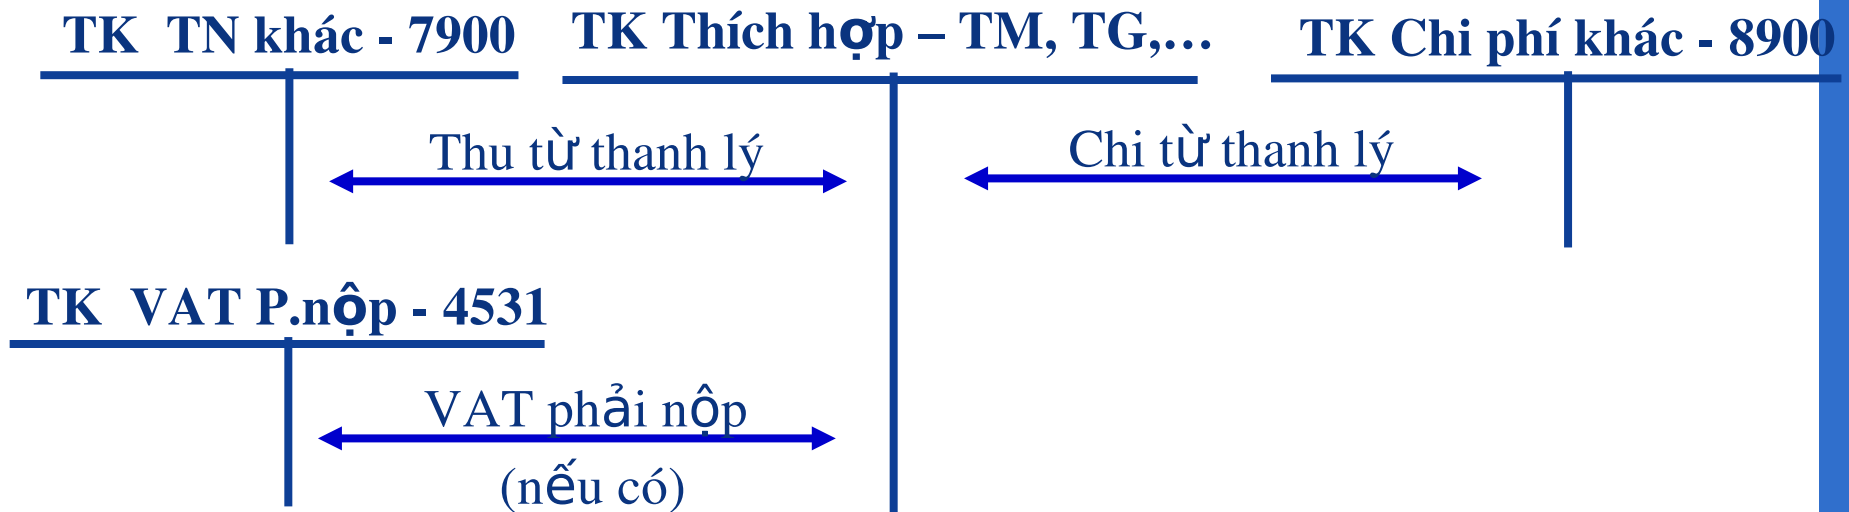 TK TN khác - 7900
TK Thích hợp – TM, TG,…
TK Chi phí khác - 8900
Thu từ thanh lý
Chi từ thanh lý
TK VAT P.nộp - 4531
VAT phải nộp
(nếu có)